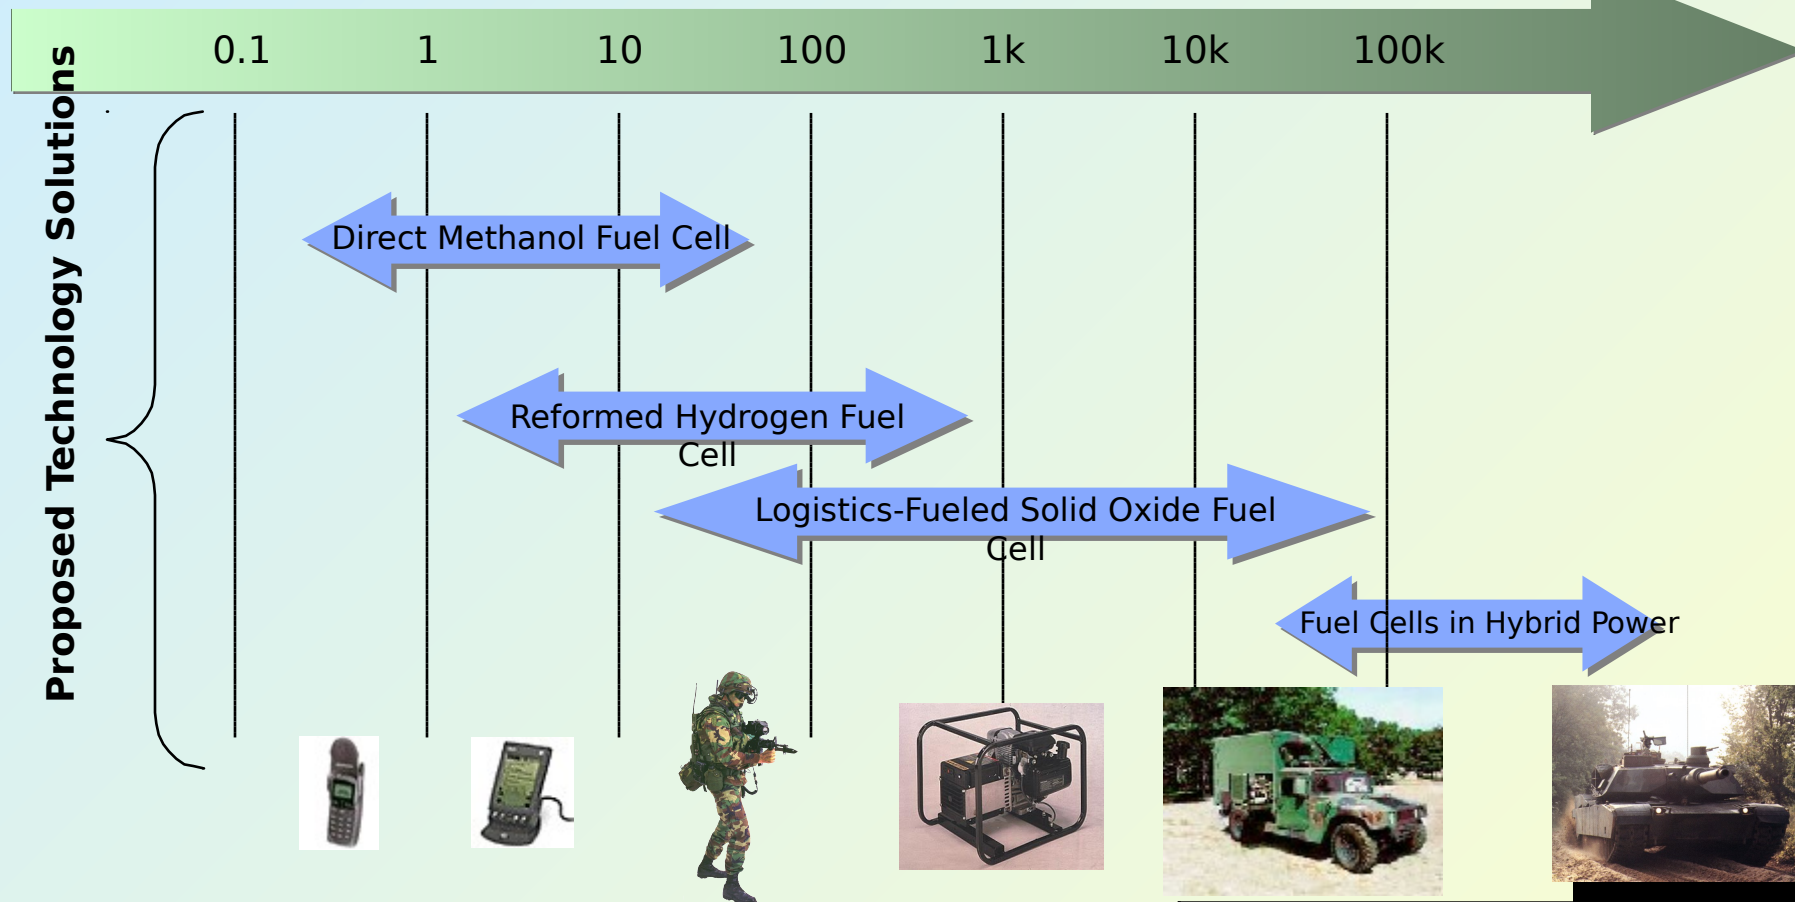 0.1 1 10 100 1k 10k 100k
Proposed Technology Solutions
Direct Methanol Fuel Cell
Reformed Hydrogen Fuel
Cell
Logistics-Fueled Solid Oxide Fuel
Cell
Fuel Cells in Hybrid Power